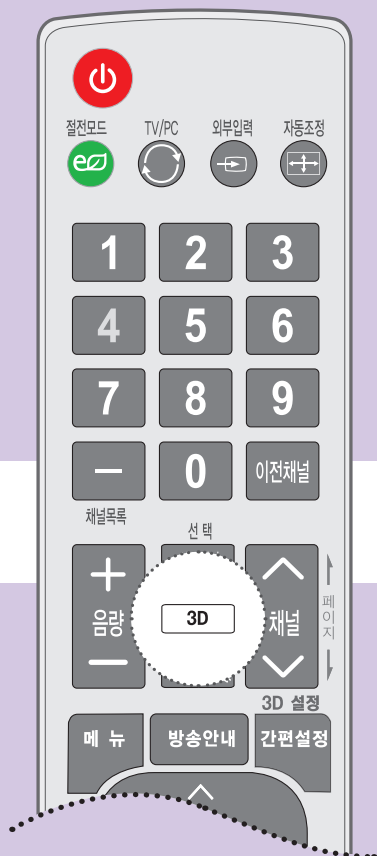 절전모드 TV/PC 외부입력 자동조정
e
1 2 3
4 5 6
7 8 9
— 0 이전채널
채널목록
선택
+
음량 3D 채널 페이지
—
3D 설정
메뉴 방송안내 간편설정